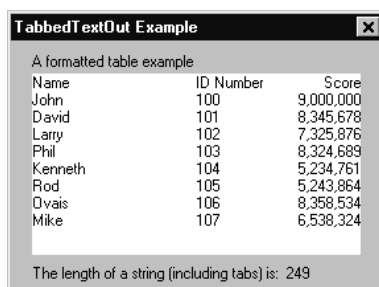 TabbedTextOut Example
A formatted table example
Name ID Number Score
John 100 9,000,000
David 101 8,345,678
Larry 102 7,325,876
Phil 103 8,324,689
Kenneth 104 5,234,761
Rod 105 5,243,864
Ovais 106 8,358,534
Mike 107 6,538,324
The length of a string (including tabs) is: 249